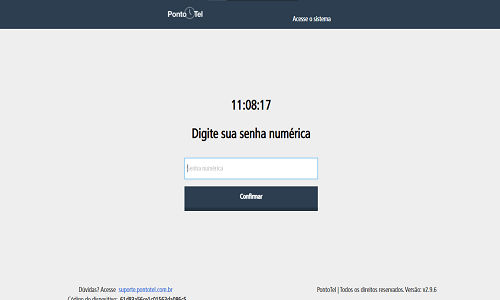 PontoTel
Acesse o sistema
11:08:17
Digite sua senha numérica
Senha numérica
Confirmar
Dúvidas? Acesse suporte.pontotel.com.br
PontoTel | Todos os direitos reservados. Versão: v2.9.6
Código do dispositivo: